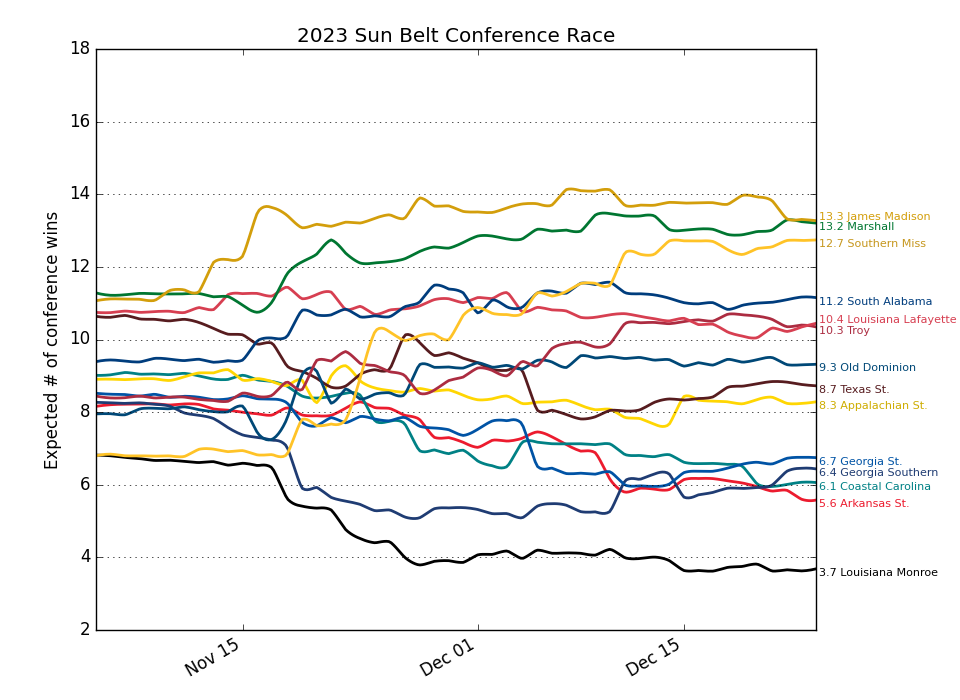 2023 Sun Belt Conference Race
Expected # of conference wins
18
16
14
12
10
8
6
4
2
Nov 15
Dec 01
Dec 15
13.3 James Madison
13.2 Marshall
12.7 Southern Miss
11.2 South Alabama
10.4 Louisiana Lafayette
10.3 Troy
9.3 Old Dominion
8.7 Texas St.
8.3 Appalachian St.
6.7 Georgia St.
6.4 Georgia Southern
6.1 Coastal Carolina
5.6 Arkansas St.
3.7 Louisiana Monroe